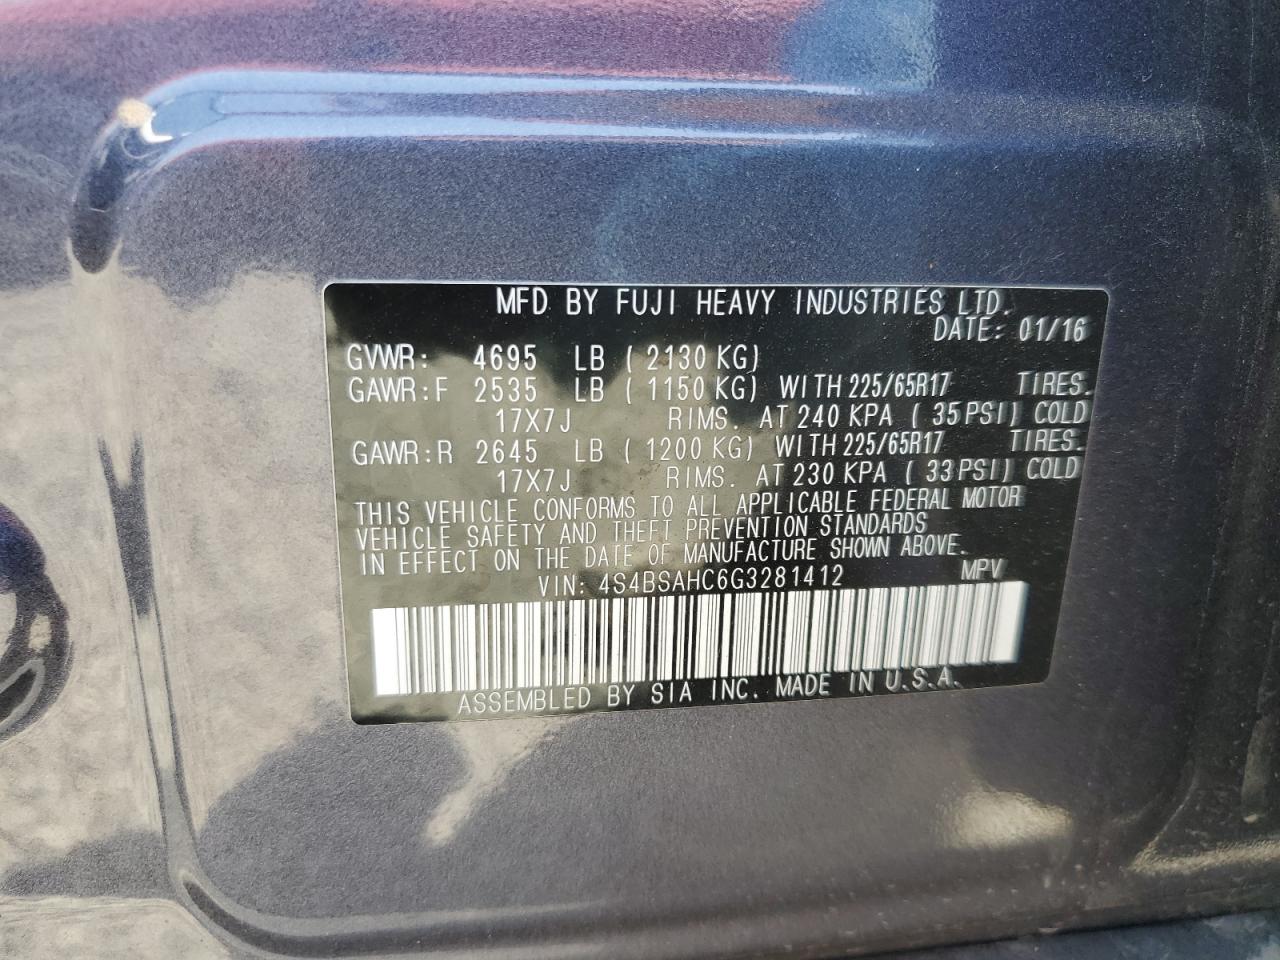 MFD BY FUJI HEAVY INDUSTRIES LTD.
DATE: 01/16
GVWR: 4695 LB ( 2130 KG)
GAWR:F 2535 LB ( 1150 KG) WITH 225/65R17 TIRES.
17X7J RIMS. AT 240 KPA ( 35 PSI) COLD
GAWR:R 2645 LB ( 1200 KG) WITH 225/65R17 TIRES.
17X7J RIMS. AT 230 KPA ( 33 PSI) COLD
THIS VEHICLE CONFORMS TO ALL APPLICABLE FEDERAL MOTOR
VEHICLE SAFETY AND THEFT PREVENTION STANDARDS
IN EFFECT ON THE DATE OF MANUFACTURE SHOWN ABOVE.
VIN: 4S4BSAHC6G3281412 MPV
ASSEMBLED BY SIA INC. MADE IN U.S.A.